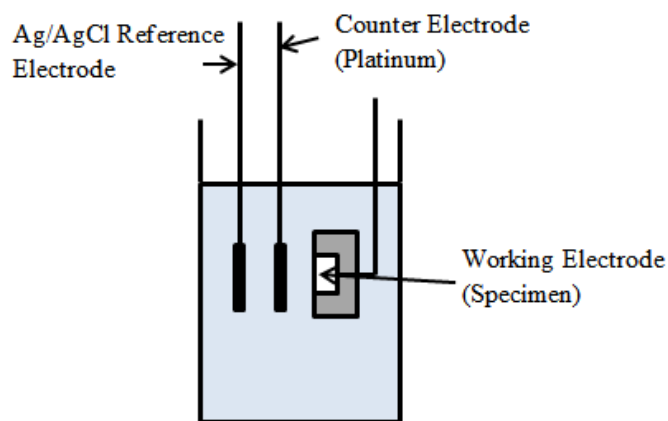 Ag/AgCl Reference
Electrode
Counter Electrode
(Platinum)
Working Electrode
(Specimen)